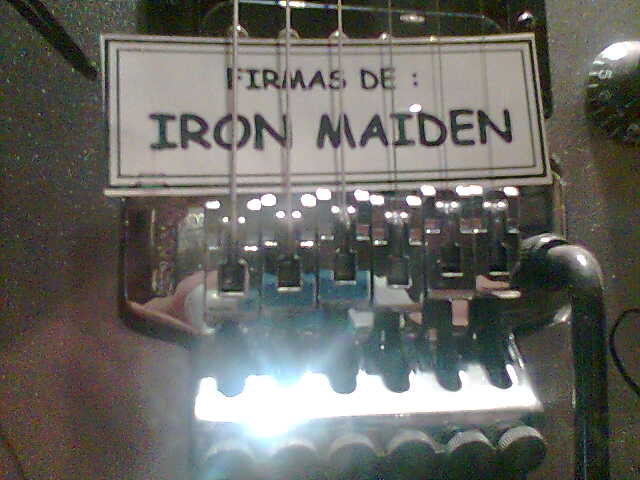 FIRMAS DE :
IRON MAIDEN